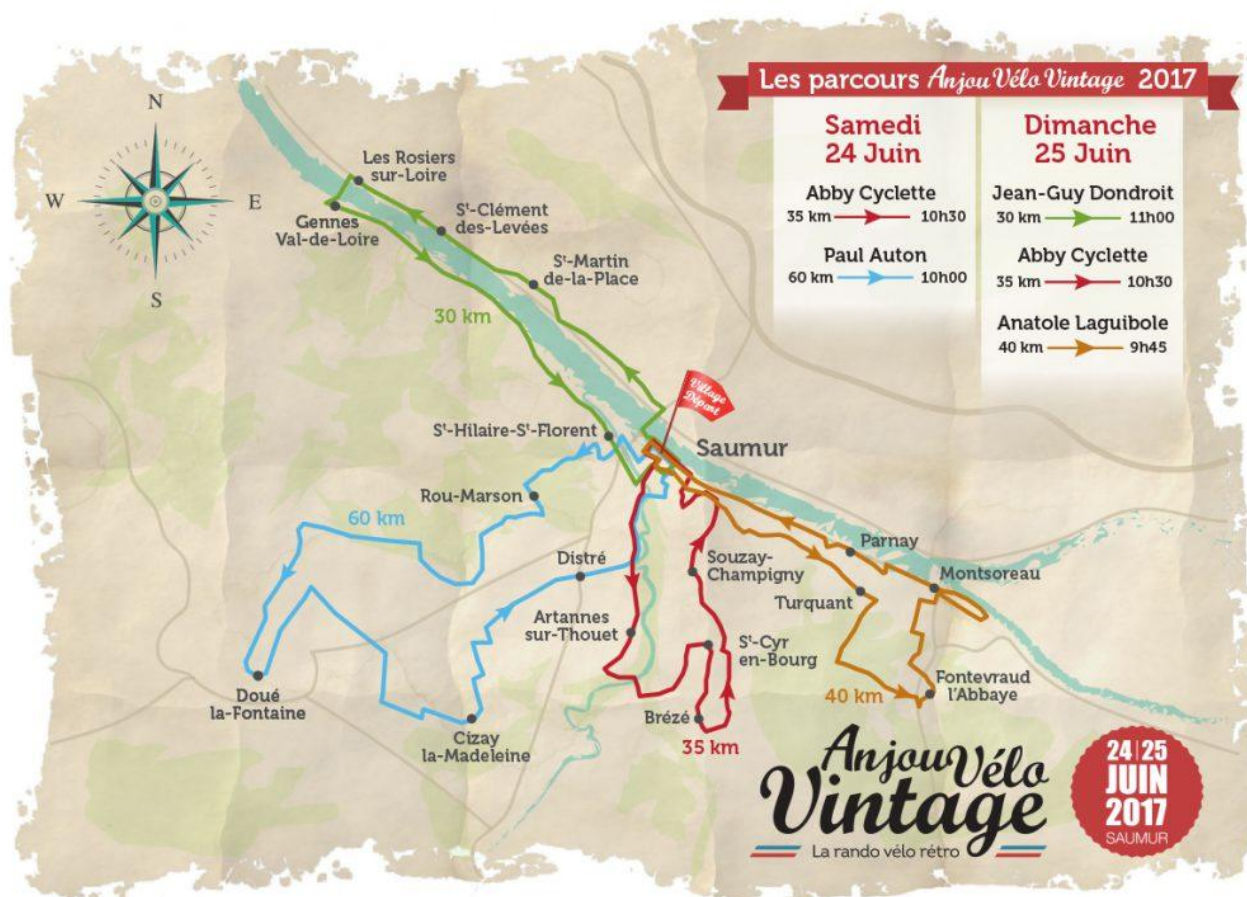 Les parcours Anjou Vélo Vintage 2017
Samedi
24 Juin
Abby Cyclette
35 km 10h30
Paul Auton
60 km 10h00
Dimanche
25 Juin
Jean-Guy Dondroit
30 km 11h00
Abby Cyclette
35 km 10h30
Anatole Laguibole
40 km 9h45
N
W
E
S
Les Rosiers
sur-Loire
Gennes
Val-de-Loire
Sᵗ-Clément
des-Levées
Sᵗ-Martin
de-la-Place
30 km
Village
Départ
Sᵗ-Hilaire-Sᵗ-Florent
Saumur
Rou-Marson
60 km
Distré
Parnay
Souzay-
Champigny
Montsoreau
Turquant
Artannes
sur-Thouet
Sᵗ-Cyr
en-Bourg
Doué
la-Fontaine
Fontevraud
l'Abbaye
40 km
Cizay
la-Madeleine
Brézé
35 km
Anjou Vélo
Vintage
La rando vélo rétro
24|25
JUIN
2017
SAUMUR